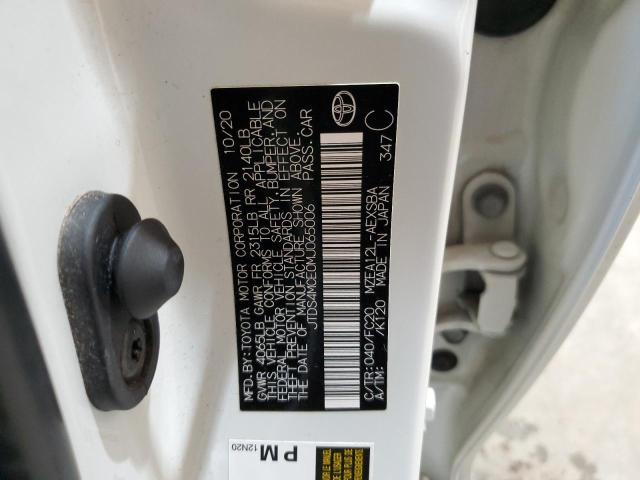 MFD.BY:TOYOTA MOTOR CORPORATION 10/20
GVWR 4065LB GAWR FR 2315LB RR 2140LB
THIS VEHICLE CONFORMS TO ALL APPLICABLE
FEDERAL MOTOR VEHICLE SAFETY, BUMPER, AND
THEFT PREVENTION STANDARDS IN EFFECT ON
THE DATE OF MANUFACTURE SHOWN ABOVE.
JTDS4MCE0MJ065006 PASS.CAR
C/TR:040/FC20 MZEA12L-AEXSBA
A/TM: -/KT20 MADE IN JAPAN 347 C
PM
12N20